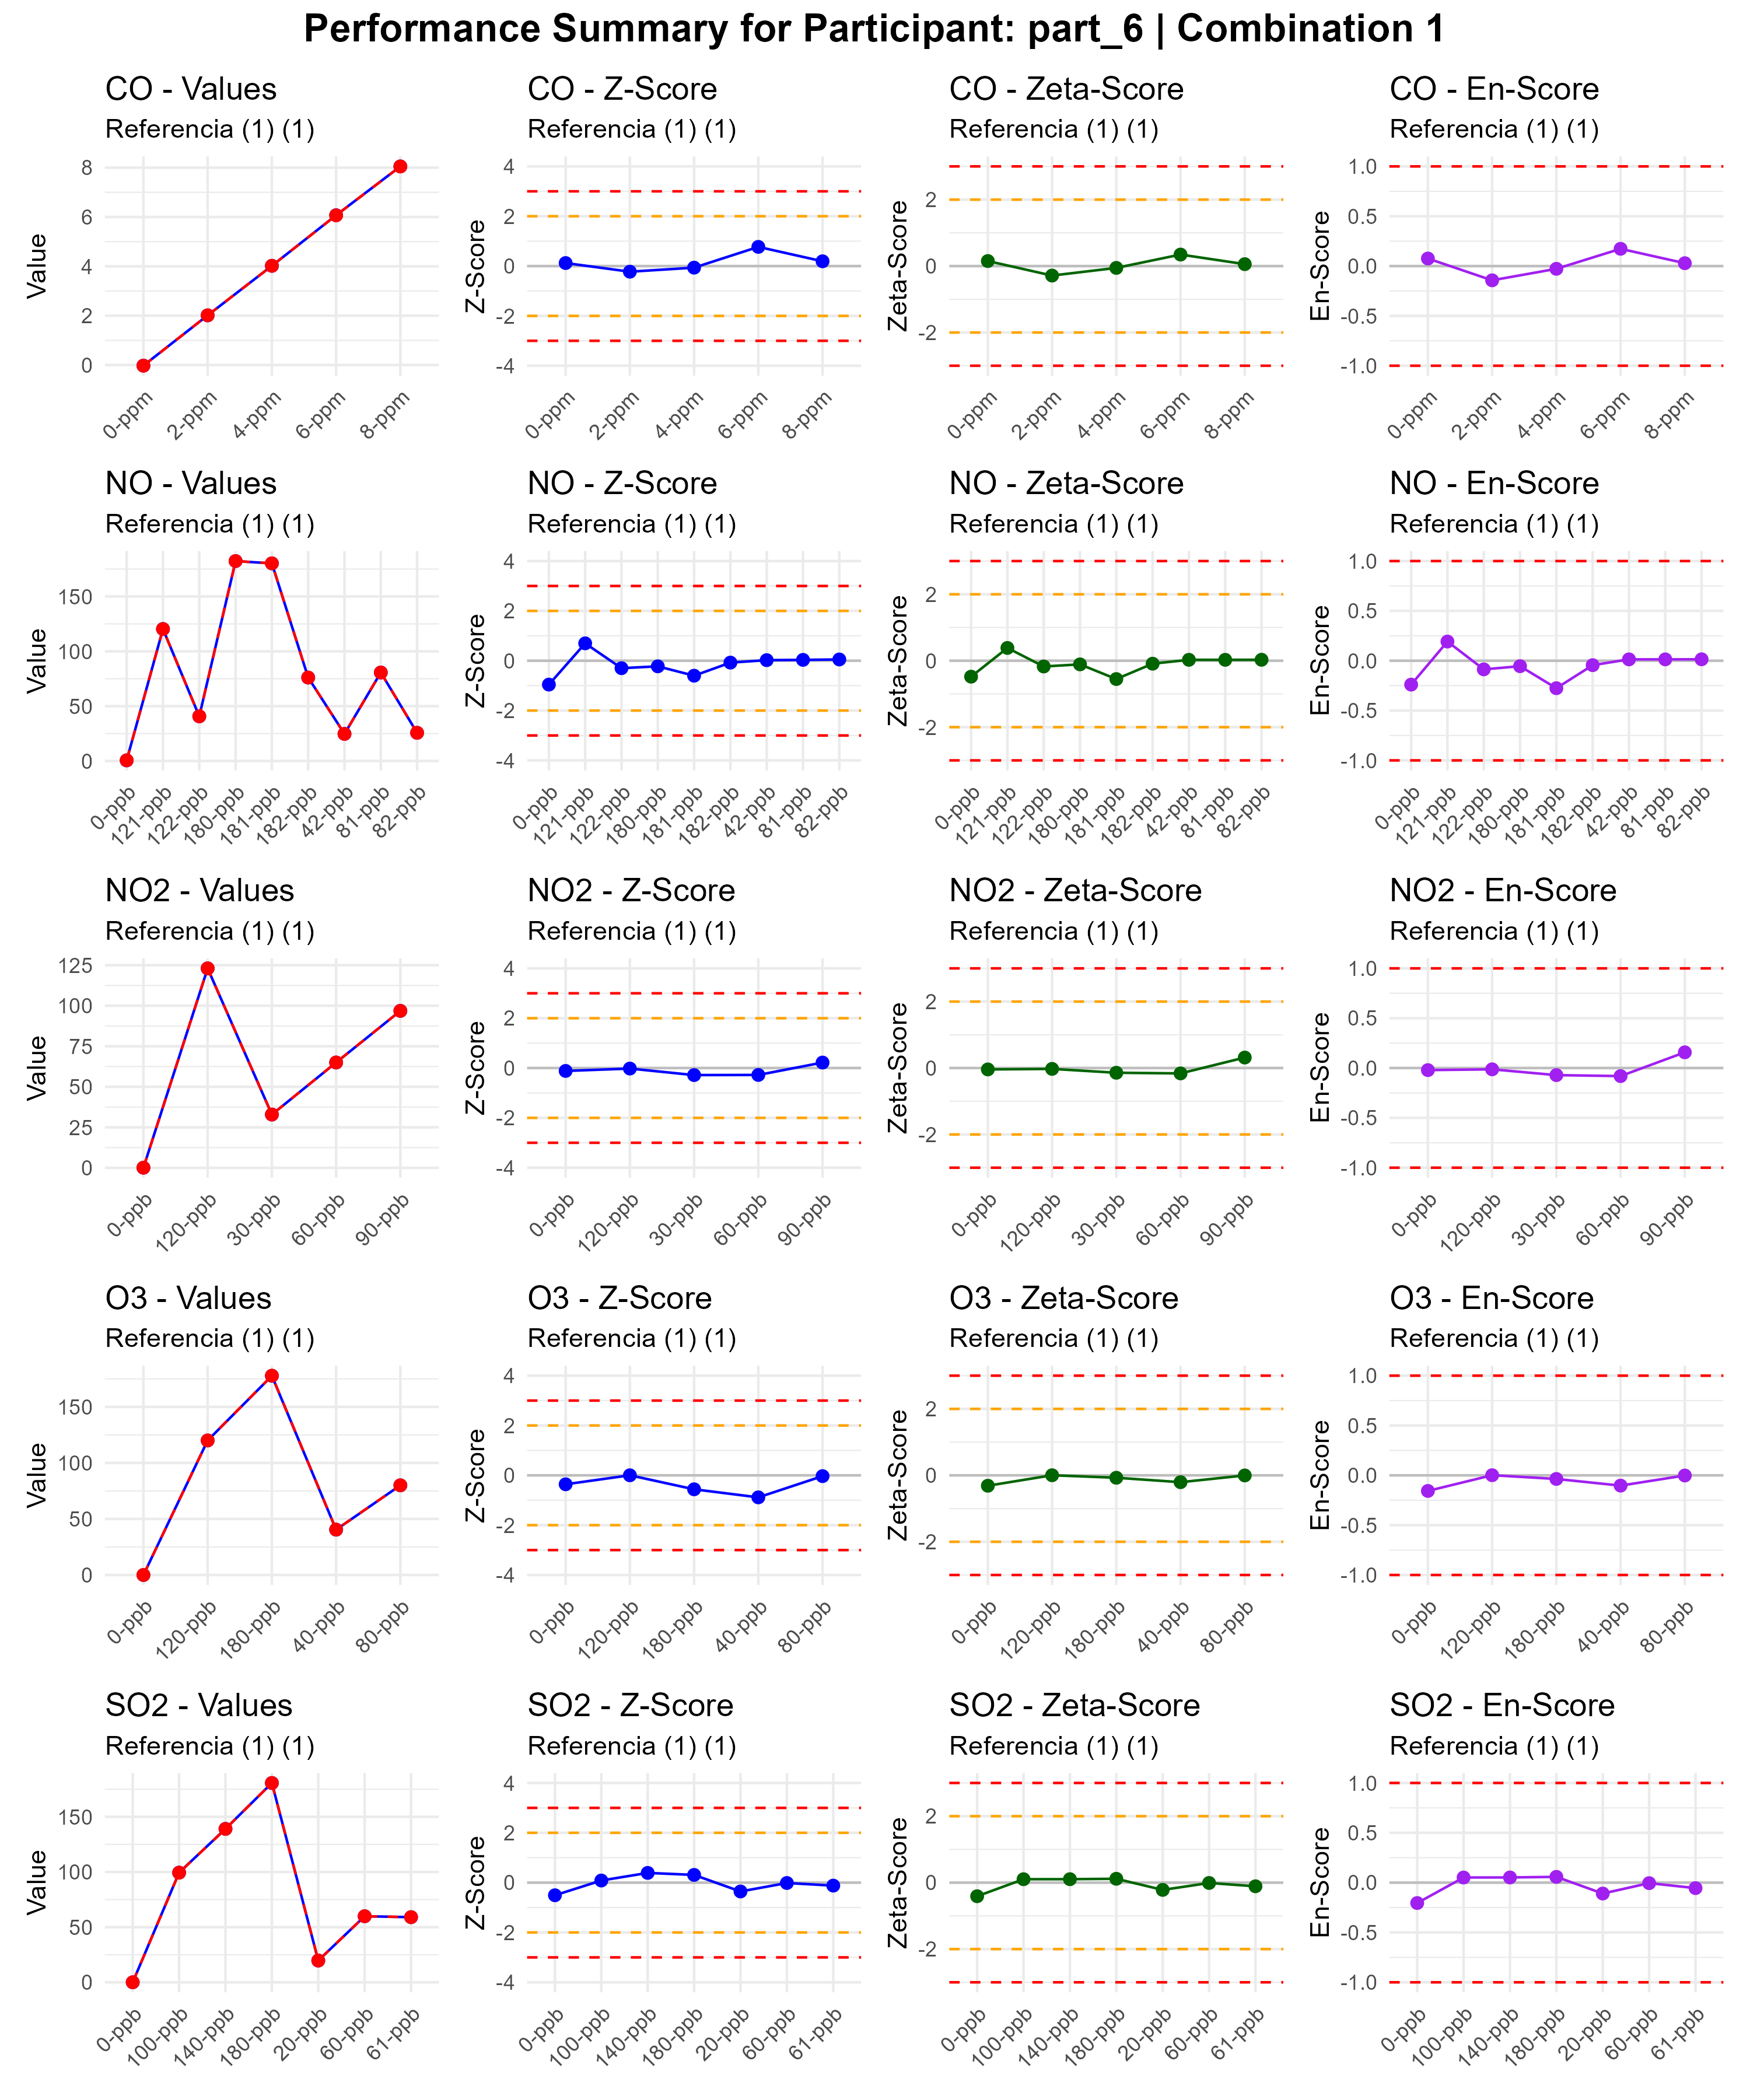 Performance Summary for Participant: part_6 | Combination 1
CO - Values
Referencia (1) (1)
Value
8
6
4
2
0
0-ppm
2-ppm
4-ppm
6-ppm
8-ppm
CO - Z-Score
Referencia (1) (1)
Z-Score
4
2
0
-2
-4
0-ppm
2-ppm
4-ppm
6-ppm
8-ppm
CO - Zeta-Score
Referencia (1) (1)
Zeta-Score
2
0
-2
0-ppm
2-ppm
4-ppm
6-ppm
8-ppm
CO - En-Score
Referencia (1) (1)
En-Score
1.0
0.5
0.0
-0.5
-1.0
0-ppm
2-ppm
4-ppm
6-ppm
8-ppm
NO - Values
Referencia (1) (1)
Value
150
100
50
0
0-ppb
121-ppb
122-ppb
180-ppb
181-ppb
182-ppb
42-ppb
81-ppb
82-ppb
NO - Z-Score
Referencia (1) (1)
Z-Score
4
2
0
-2
-4
0-ppb
121-ppb
122-ppb
180-ppb
181-ppb
182-ppb
42-ppb
81-ppb
82-ppb
NO - Zeta-Score
Referencia (1) (1)
Zeta-Score
2
0
-2
0-ppb
121-ppb
122-ppb
180-ppb
181-ppb
182-ppb
42-ppb
81-ppb
82-ppb
NO - En-Score
Referencia (1) (1)
En-Score
1.0
0.5
0.0
-0.5
-1.0
0-ppb
121-ppb
122-ppb
180-ppb
181-ppb
182-ppb
42-ppb
81-ppb
82-ppb
NO2 - Values
Referencia (1) (1)
Value
125
100
75
50
25
0
0-ppb
120-ppb
30-ppb
60-ppb
90-ppb
NO2 - Z-Score
Referencia (1) (1)
Z-Score
4
2
0
-2
-4
0-ppb
120-ppb
30-ppb
60-ppb
90-ppb
NO2 - Zeta-Score
Referencia (1) (1)
Zeta-Score
2
0
-2
0-ppb
120-ppb
30-ppb
60-ppb
90-ppb
NO2 - En-Score
Referencia (1) (1)
En-Score
1.0
0.5
0.0
-0.5
-1.0
0-ppb
120-ppb
30-ppb
60-ppb
90-ppb
O3 - Values
Referencia (1) (1)
Value
150
100
50
0
0-ppb
120-ppb
180-ppb
40-ppb
80-ppb
O3 - Z-Score
Referencia (1) (1)
Z-Score
4
2
0
-2
-4
0-ppb
120-ppb
180-ppb
40-ppb
80-ppb
O3 - Zeta-Score
Referencia (1) (1)
Zeta-Score
2
0
-2
0-ppb
120-ppb
180-ppb
40-ppb
80-ppb
O3 - En-Score
Referencia (1) (1)
En-Score
1.0
0.5
0.0
-0.5
-1.0
0-ppb
120-ppb
180-ppb
40-ppb
80-ppb
SO2 - Values
Referencia (1) (1)
Value
150
100
50
0
0-ppb
100-ppb
140-ppb
180-ppb
20-ppb
60-ppb
61-ppb
SO2 - Z-Score
Referencia (1) (1)
Z-Score
4
2
0
-2
-4
0-ppb
100-ppb
140-ppb
180-ppb
20-ppb
60-ppb
61-ppb
SO2 - Zeta-Score
Referencia (1) (1)
Zeta-Score
2
0
-2
0-ppb
100-ppb
140-ppb
180-ppb
20-ppb
60-ppb
61-ppb
SO2 - En-Score
Referencia (1) (1)
En-Score
1.0
0.5
0.0
-0.5
-1.0
0-ppb
100-ppb
140-ppb
180-ppb
20-ppb
60-ppb
61-ppb